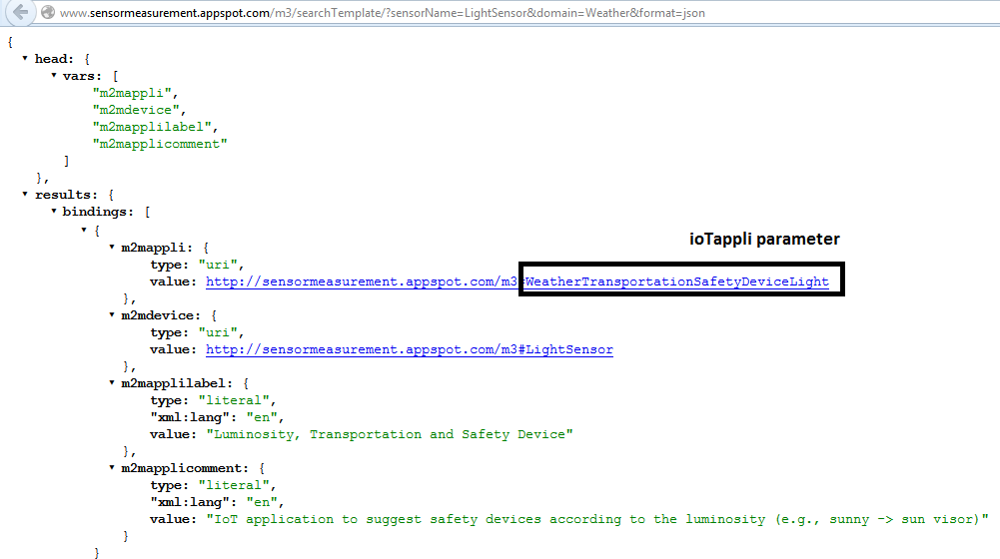 www.sensormeasurement.appspot.com/m3/searchTemplate/?sensorName=LightSensor&domain=Weather&format=json
{
head: {
vars: [
"m2mappli",
"m2mdevice",
"m2mapplilabel",
"m2mapplicomment"
]
},
results: {
bindings: [
{
ioTappli parameter
m2mappli: {
type: "uri",
value: http://sensormeasurement.appspot.com/m3#WeatherTransportationSafetyDeviceLight
},
m2mdevice: {
type: "uri",
value: http://sensormeasurement.appspot.com/m3#LightSensor
},
m2mapplilabel: {
type: "literal",
"xml:lang": "en",
value: "Luminosity, Transportation and Safety Device"
},
m2mapplicomment: {
type: "literal",
"xml:lang": "en",
value: "IoT application to suggest safety devices according to the luminosity (e.g., sunny -> sun visor)"
}
}